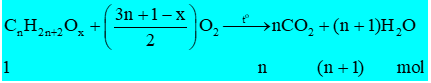 CₙH₂ₙ₊₂Oₓ + ((3n + 1 − x)/2) O₂ —t°→ nCO₂ + (n + 1)H₂O
1 n (n + 1) mol